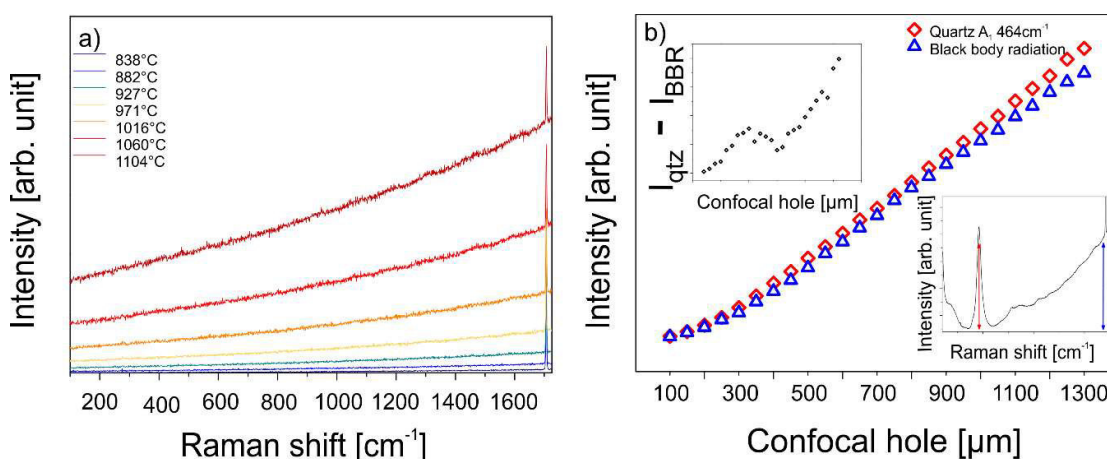 a)
838°C
882°C
927°C
971°C
1016°C
1060°C
1104°C
Intensity [arb. unit]
200 400 600 800 1000 1200 1400 1600
Raman shift [cm-1]
b)
Quartz A1 464cm-1
Black body radiation
Iqtz - IBBR
Confocal hole [µm]
Intensity [arb. unit]
Raman shift [cm-1]
Intensity [arb. unit]
100 300 500 700 900 1100 1300
Confocal hole [µm]